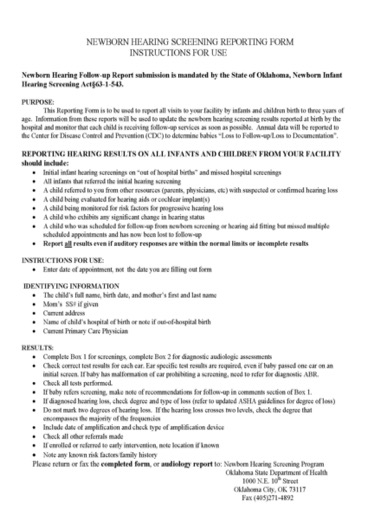 NEWBORN HEARING SCREENING REPORTING FORM
INSTRUCTIONS FOR USE
Newborn Hearing Follow-up Report submission is mandated by the State of Oklahoma, Newborn Infant
Hearing Screening Act§63-1-543.
PURPOSE:
This Reporting Form is to be used to report all visits to your facility by infants and children birth to three years of
age. Information from these reports will be used to update the newborn hearing screening results reported at birth by the
hospital and monitor that each child is receiving follow-up services as soon as possible. Annual data will be reported to
the Center for Disease Control and Prevention (CDC) to determine babies "Loss to Follow-up/Loss to Documentation".
REPORTING HEARING RESULTS ON ALL INFANTS AND CHILDREN FROM YOUR FACILITY
should include:
• Initial infant hearing screenings on "out of hospital births" and missed hospital screenings
• All infants that referred the initial hearing screening
• A child referred to you from other resources (parents, physicians, etc) with suspected or confirmed hearing loss
• A child being evaluated for hearing aids or cochlear implant(s)
• A child being monitored for risk factors for progressive hearing loss
• A child who exhibits any significant change in hearing status
• A child who was scheduled for follow-up from newborn screening or hearing aid fitting but missed multiple
scheduled appointments and has now been lost to follow-up
• Report all results even if auditory responses are within the normal limits or incomplete results
INSTRUCTIONS FOR USE:
• Enter date of appointment, not the date you are filling out form
IDENTIFYING INFORMATION
• The child's full name, birth date, and mother's first and last name
• Mom's SS# if given
• Current address
• Name of child's hospital of birth or note if out-of-hospital birth
• Current Primary Care Physician
RESULTS:
• Complete Box 1 for screenings, complete Box 2 for diagnostic audiologic assessments
• Check correct test results for each ear. Ear specific test results are required, even if baby passed one ear on an
initial screen. If baby has malformation of ear prohibiting a screening, need to refer for diagnostic ABR.
• Check all tests performed.
• If baby refers screening, make note of recommendations for follow-up in comments section of Box 1.
• If diagnosed hearing loss, check degree and type of loss (refer to updated ASHA guidelines for degree of loss)
• Do not mark two degrees of hearing loss. If the hearing loss crosses two levels, check the degree that
encompasses the majority of the frequencies
• Include date of amplification and check type of amplification device
• Check all other referrals made
• If enrolled or referred to early intervention, note location if known
• Note any known risk factors/family history
Please return or fax the completed form, or audiology report to: Newborn Hearing Screening Program
Oklahoma State Department of Health
1000 N.E. 10th Street
Oklahoma City, OK 73117
Fax (405)271-4892